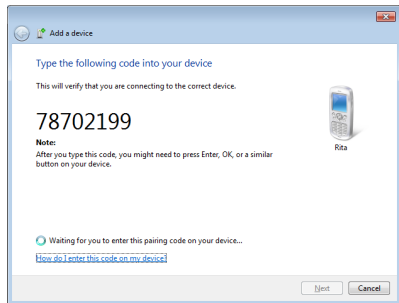 Add a device
Type the following code into your device
This will verify that you are connecting to the correct device.
78702199
Note:
After you type this code, you might need to press Enter, OK, or a similar
button on your device.
Rita
Waiting for you to enter this pairing code on your device...
How do I enter this code on my device?
Next Cancel